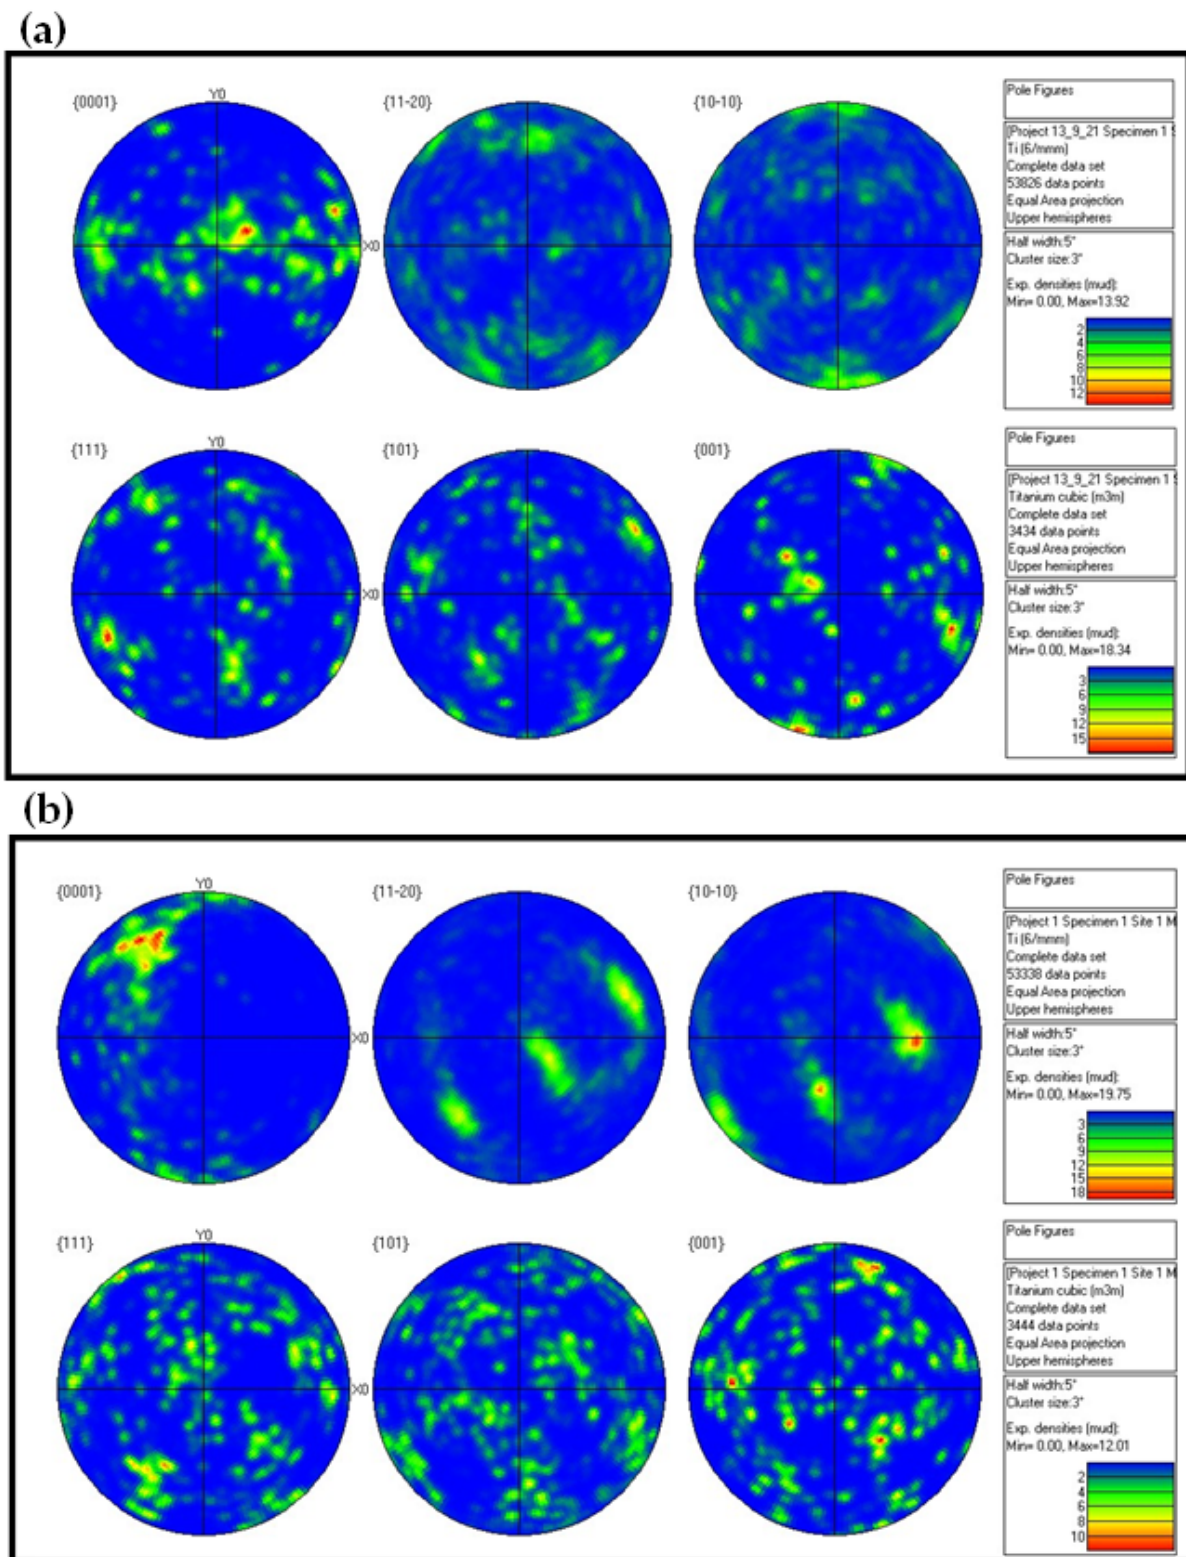 (a)
{0001}
Y0
{11-20}
{10-10}
X0
Pole Figures
[Project 13_9_21 Specimen 1 S
Ti (6/mmm)
Complete data set
53826 data points
Equal Area projection
Upper hemispheres
Half width:5°
Cluster size:3°
Exp. densities (mud):
Min= 0.00, Max=13.92
2
4
6
8
10
12
{111}
Y0
{101}
{001}
X0
Pole Figures
[Project 13_9_21 Specimen 1 S
Titanium cubic (m3m)
Complete data set
3434 data points
Equal Area projection
Upper hemispheres
Half width:5°
Cluster size:3°
Exp. densities (mud):
Min= 0.00, Max=18.34
3
6
9
12
15
(b)
{0001}
Y0
{11-20}
{10-10}
X0
Pole Figures
[Project 1 Specimen 1 Site 1 M
Ti (6/mmm)
Complete data set
53338 data points
Equal Area projection
Upper hemispheres
Half width:5°
Cluster size:3°
Exp. densities (mud):
Min= 0.00, Max=19.75
3
6
9
12
15
18
{111}
Y0
{101}
{001}
X0
Pole Figures
[Project 1 Specimen 1 Site 1 M
Titanium cubic (m3m)
Complete data set
3444 data points
Equal Area projection
Upper hemispheres
Half width:5°
Cluster size:3°
Exp. densities (mud):
Min= 0.00, Max=12.01
2
4
6
8
10